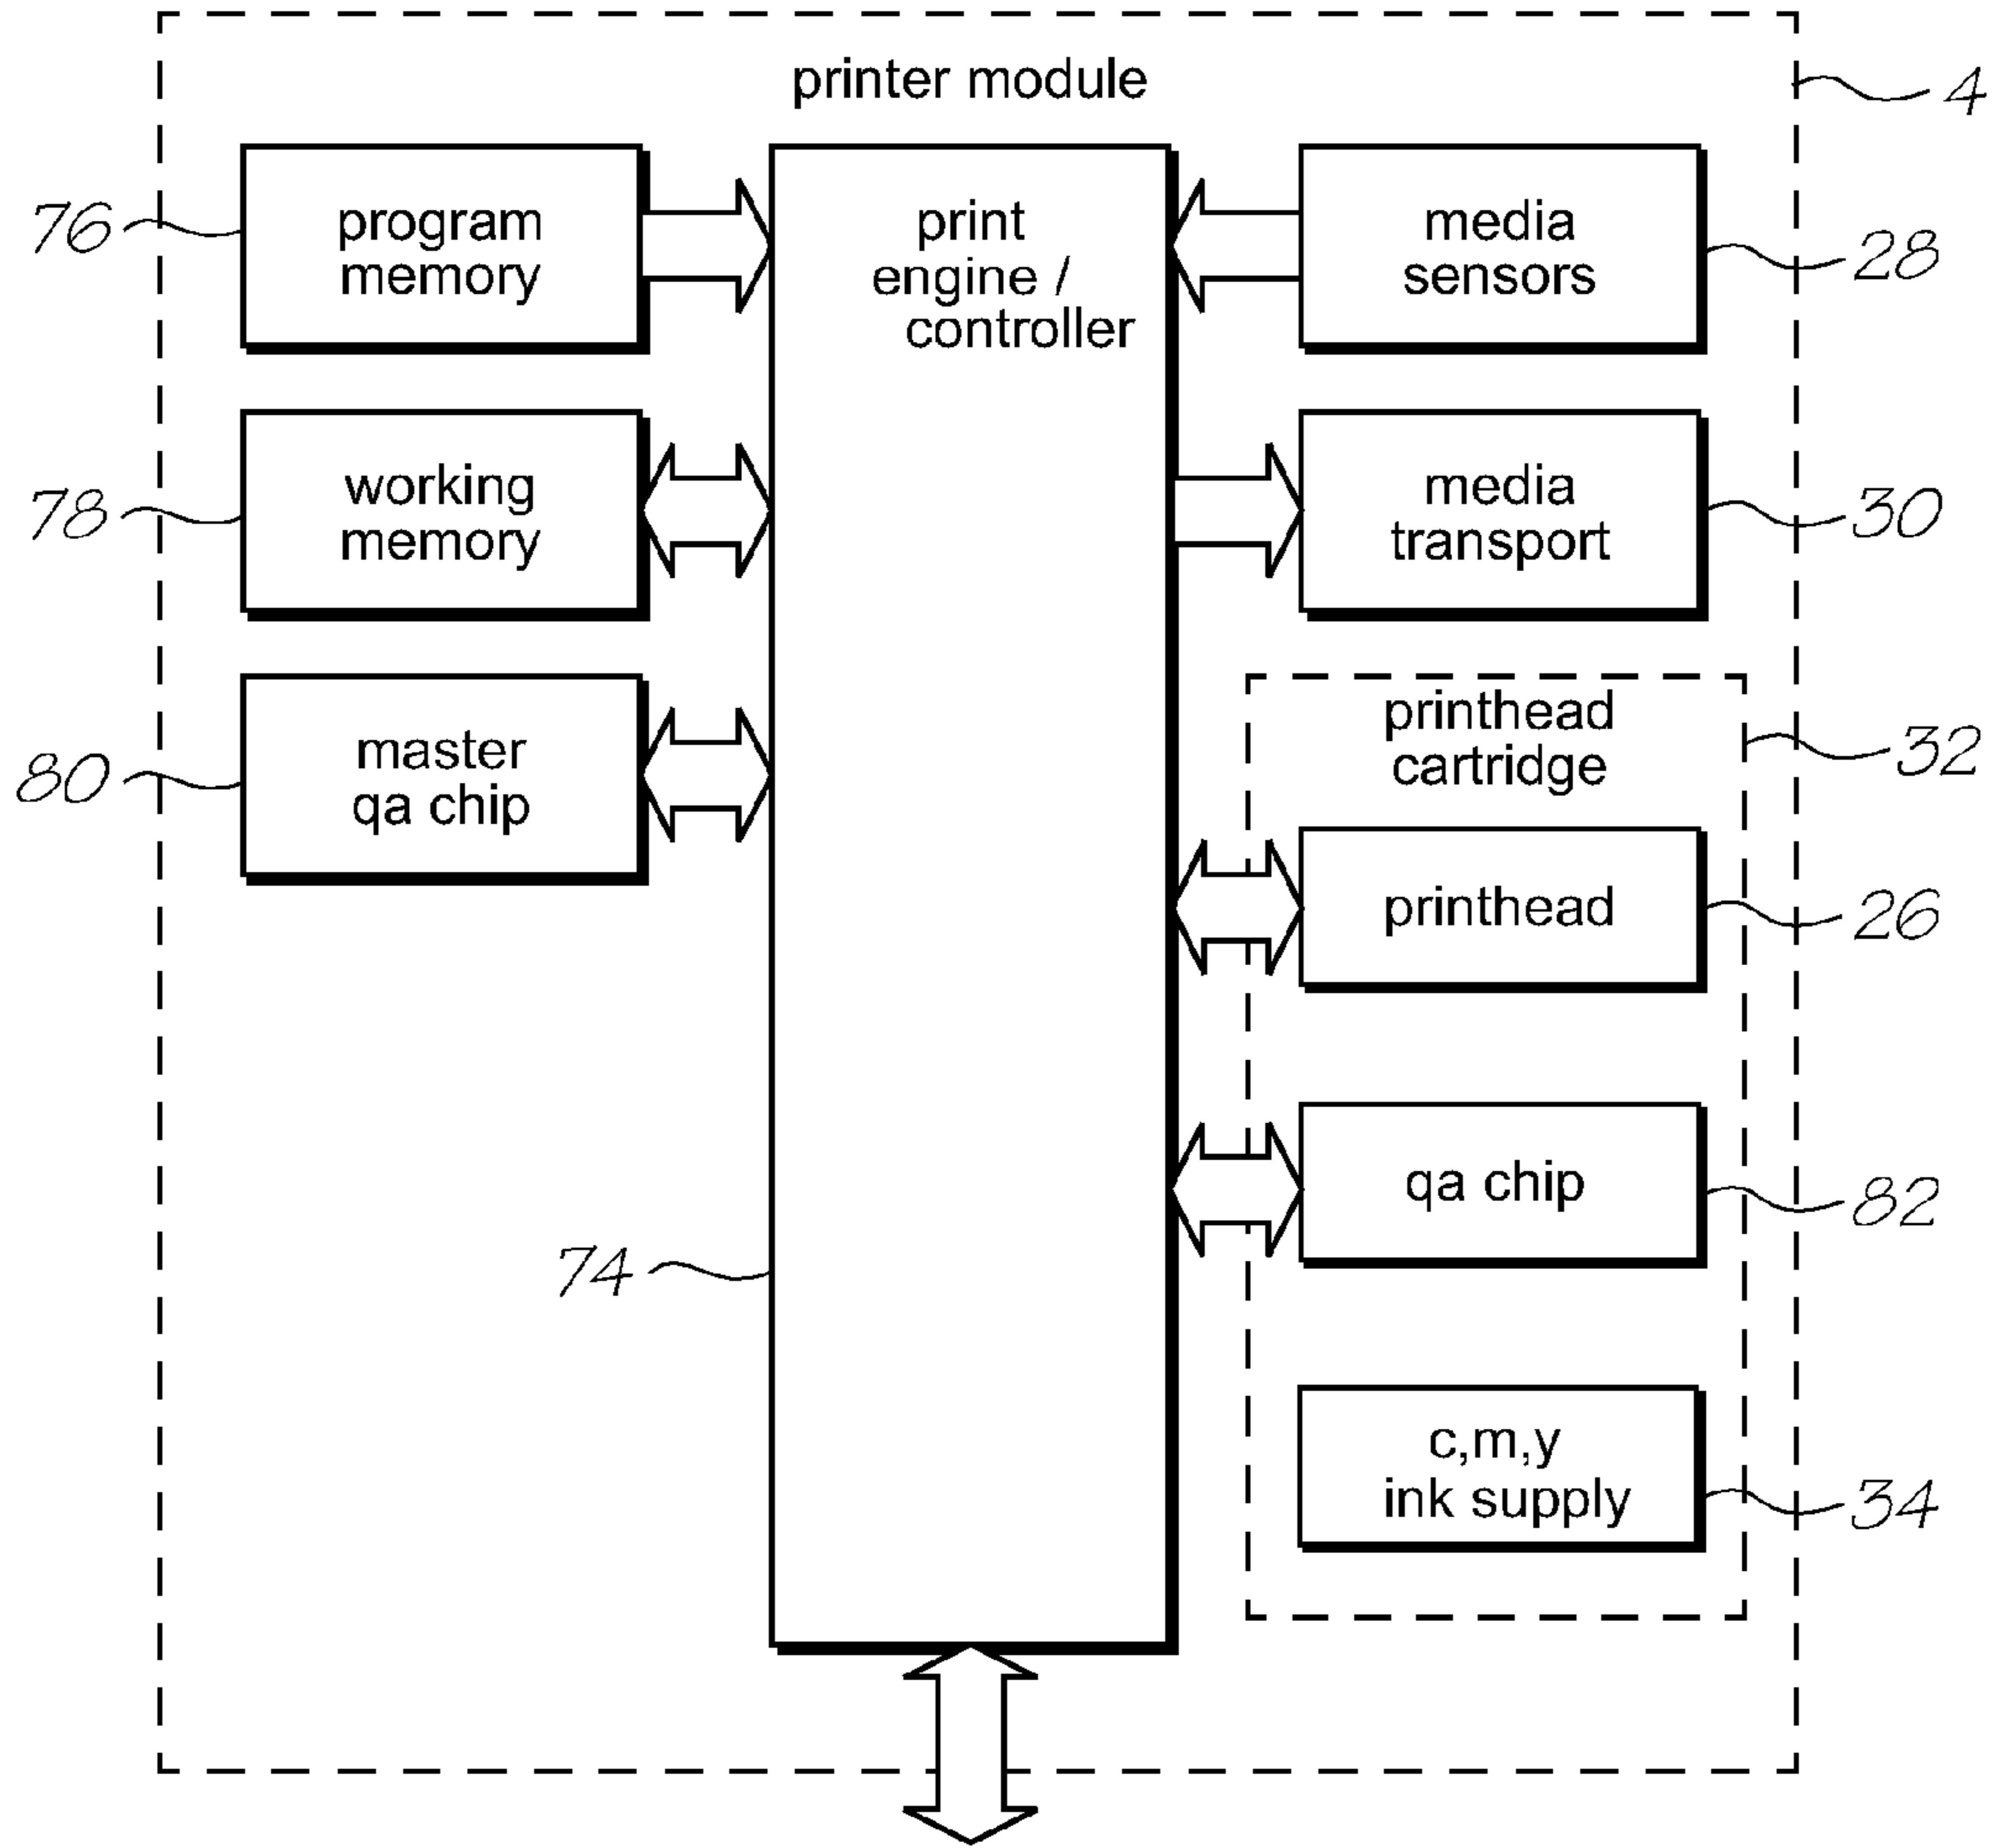 printer module
4
76
program
memory
print
engine /
controller
media
sensors
28
78
working
memory
media
transport
30
80
master
qa chip
printhead
cartridge
32
printhead
26
qa chip
82
74
c,m,y
ink supply
34